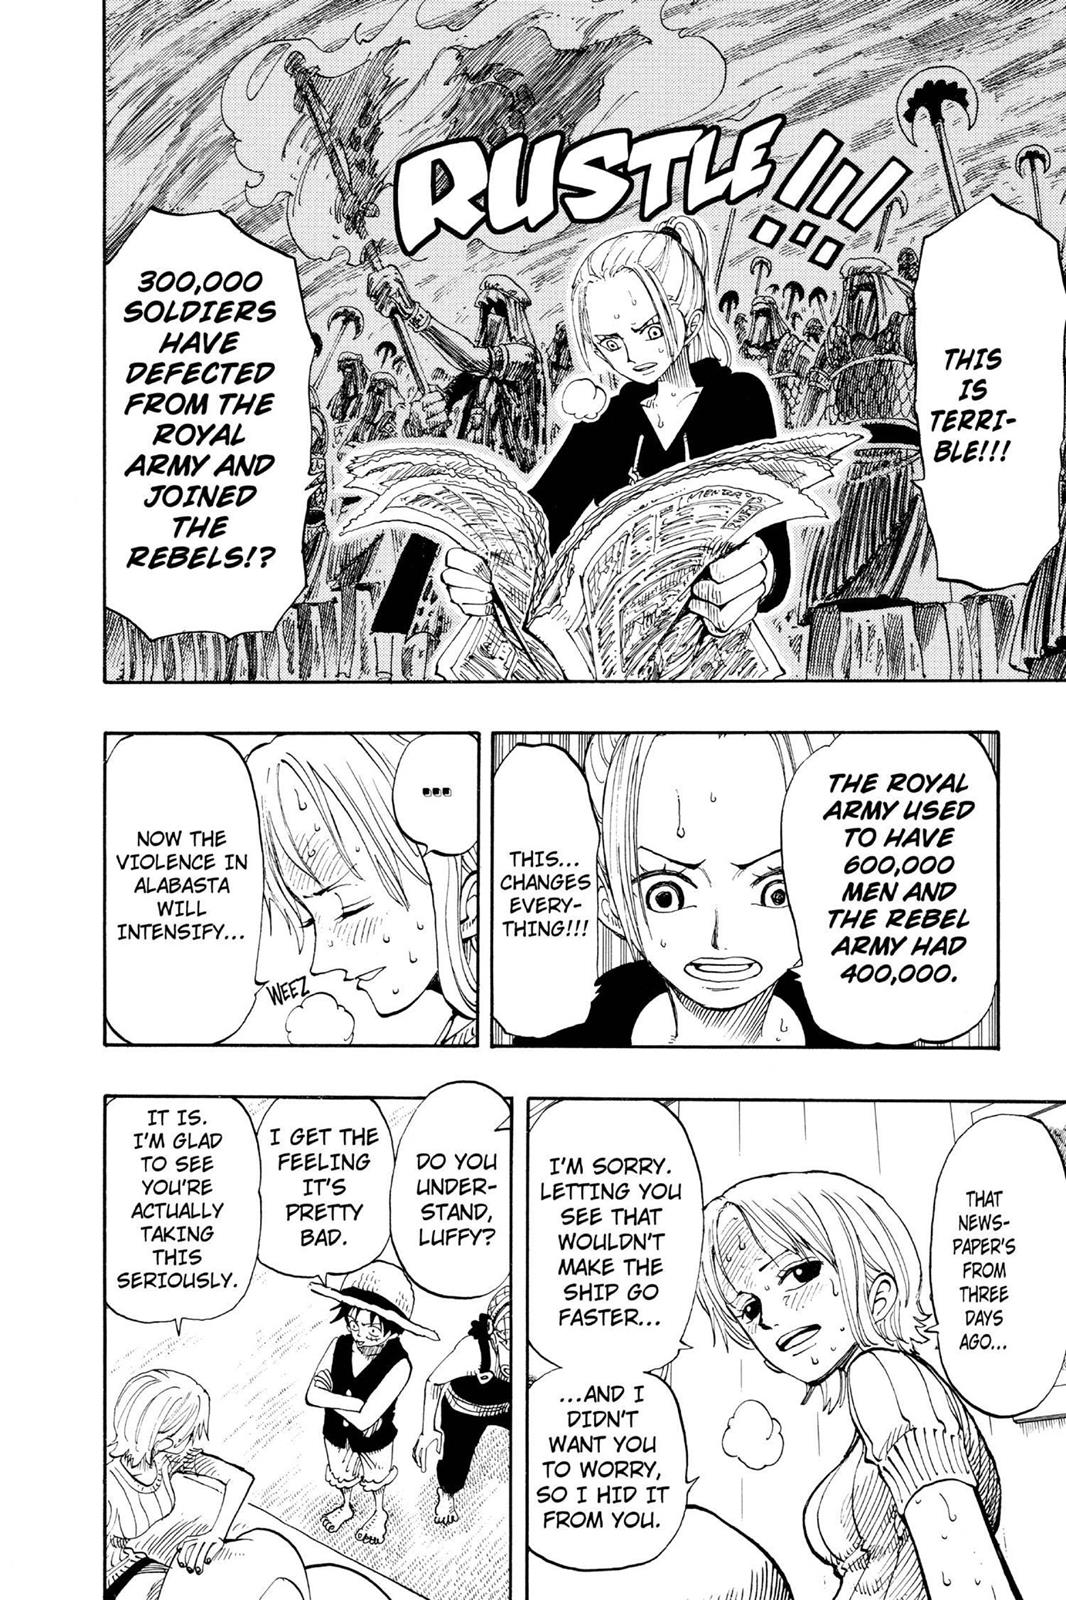 THIS
IS
TERRI-
BLE!!!
RUSTLE!!!
300,000
SOLDIERS
HAVE
DEFECTED
FROM THE
ROYAL
ARMY AND
JOINED
THE
REBELS!?
THE ROYAL
ARMY USED
TO HAVE
600,000
MEN AND
THE REBEL
ARMY HAD
400,000.
THIS...
CHANGES
EVERY-
THING!!!
...
NOW THE
VIOLENCE IN
ALABASTA
WILL
INTENSIFY...
WEEZ
THAT
NEWS-
PAPER'S
FROM
THREE
DAYS
AGO...
I'M SORRY.
LETTING YOU
SEE THAT
WOULDN'T
MAKE THE
SHIP GO
FASTER...
...AND I
DIDN'T
WANT YOU
TO WORRY,
SO I HID IT
FROM YOU.
DO YOU
UNDER-
STAND,
LUFFY?
I GET THE
FEELING
IT'S
PRETTY
BAD.
IT IS.
I'M GLAD
TO SEE
YOU'RE
ACTUALLY
TAKING
THIS
SERIOUSLY.